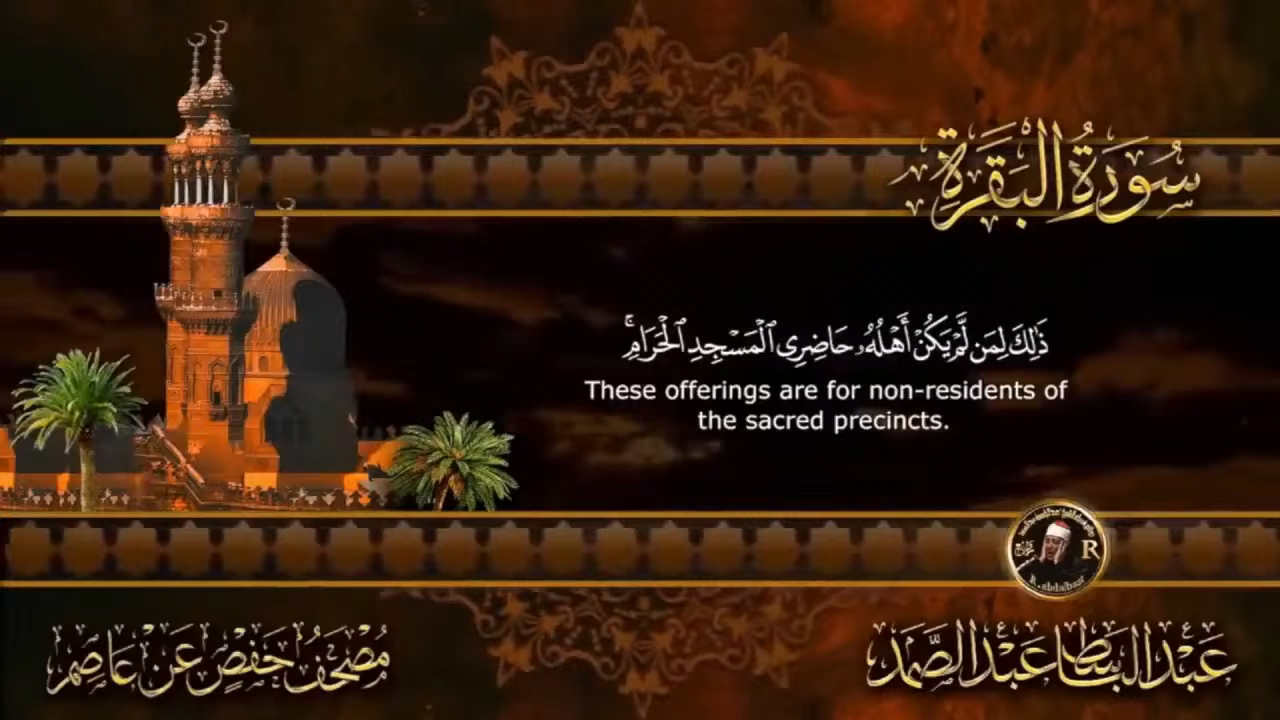 سُورَةُ البَقَرَةِ
ذَٰلِكَ لِمَن لَّمْ يَكُنْ أَهْلُهُۥ حَاضِرِى ٱلْمَسْجِدِ ٱلْحَرَامِ ۚ
These offerings are for non-residents of
the sacred precincts.
R
مُصْحَفُ حَفْصٍ عَنْ عَاصِمٍ
عَبْدُ البَاسِط عَبْدُ الصَّمَد